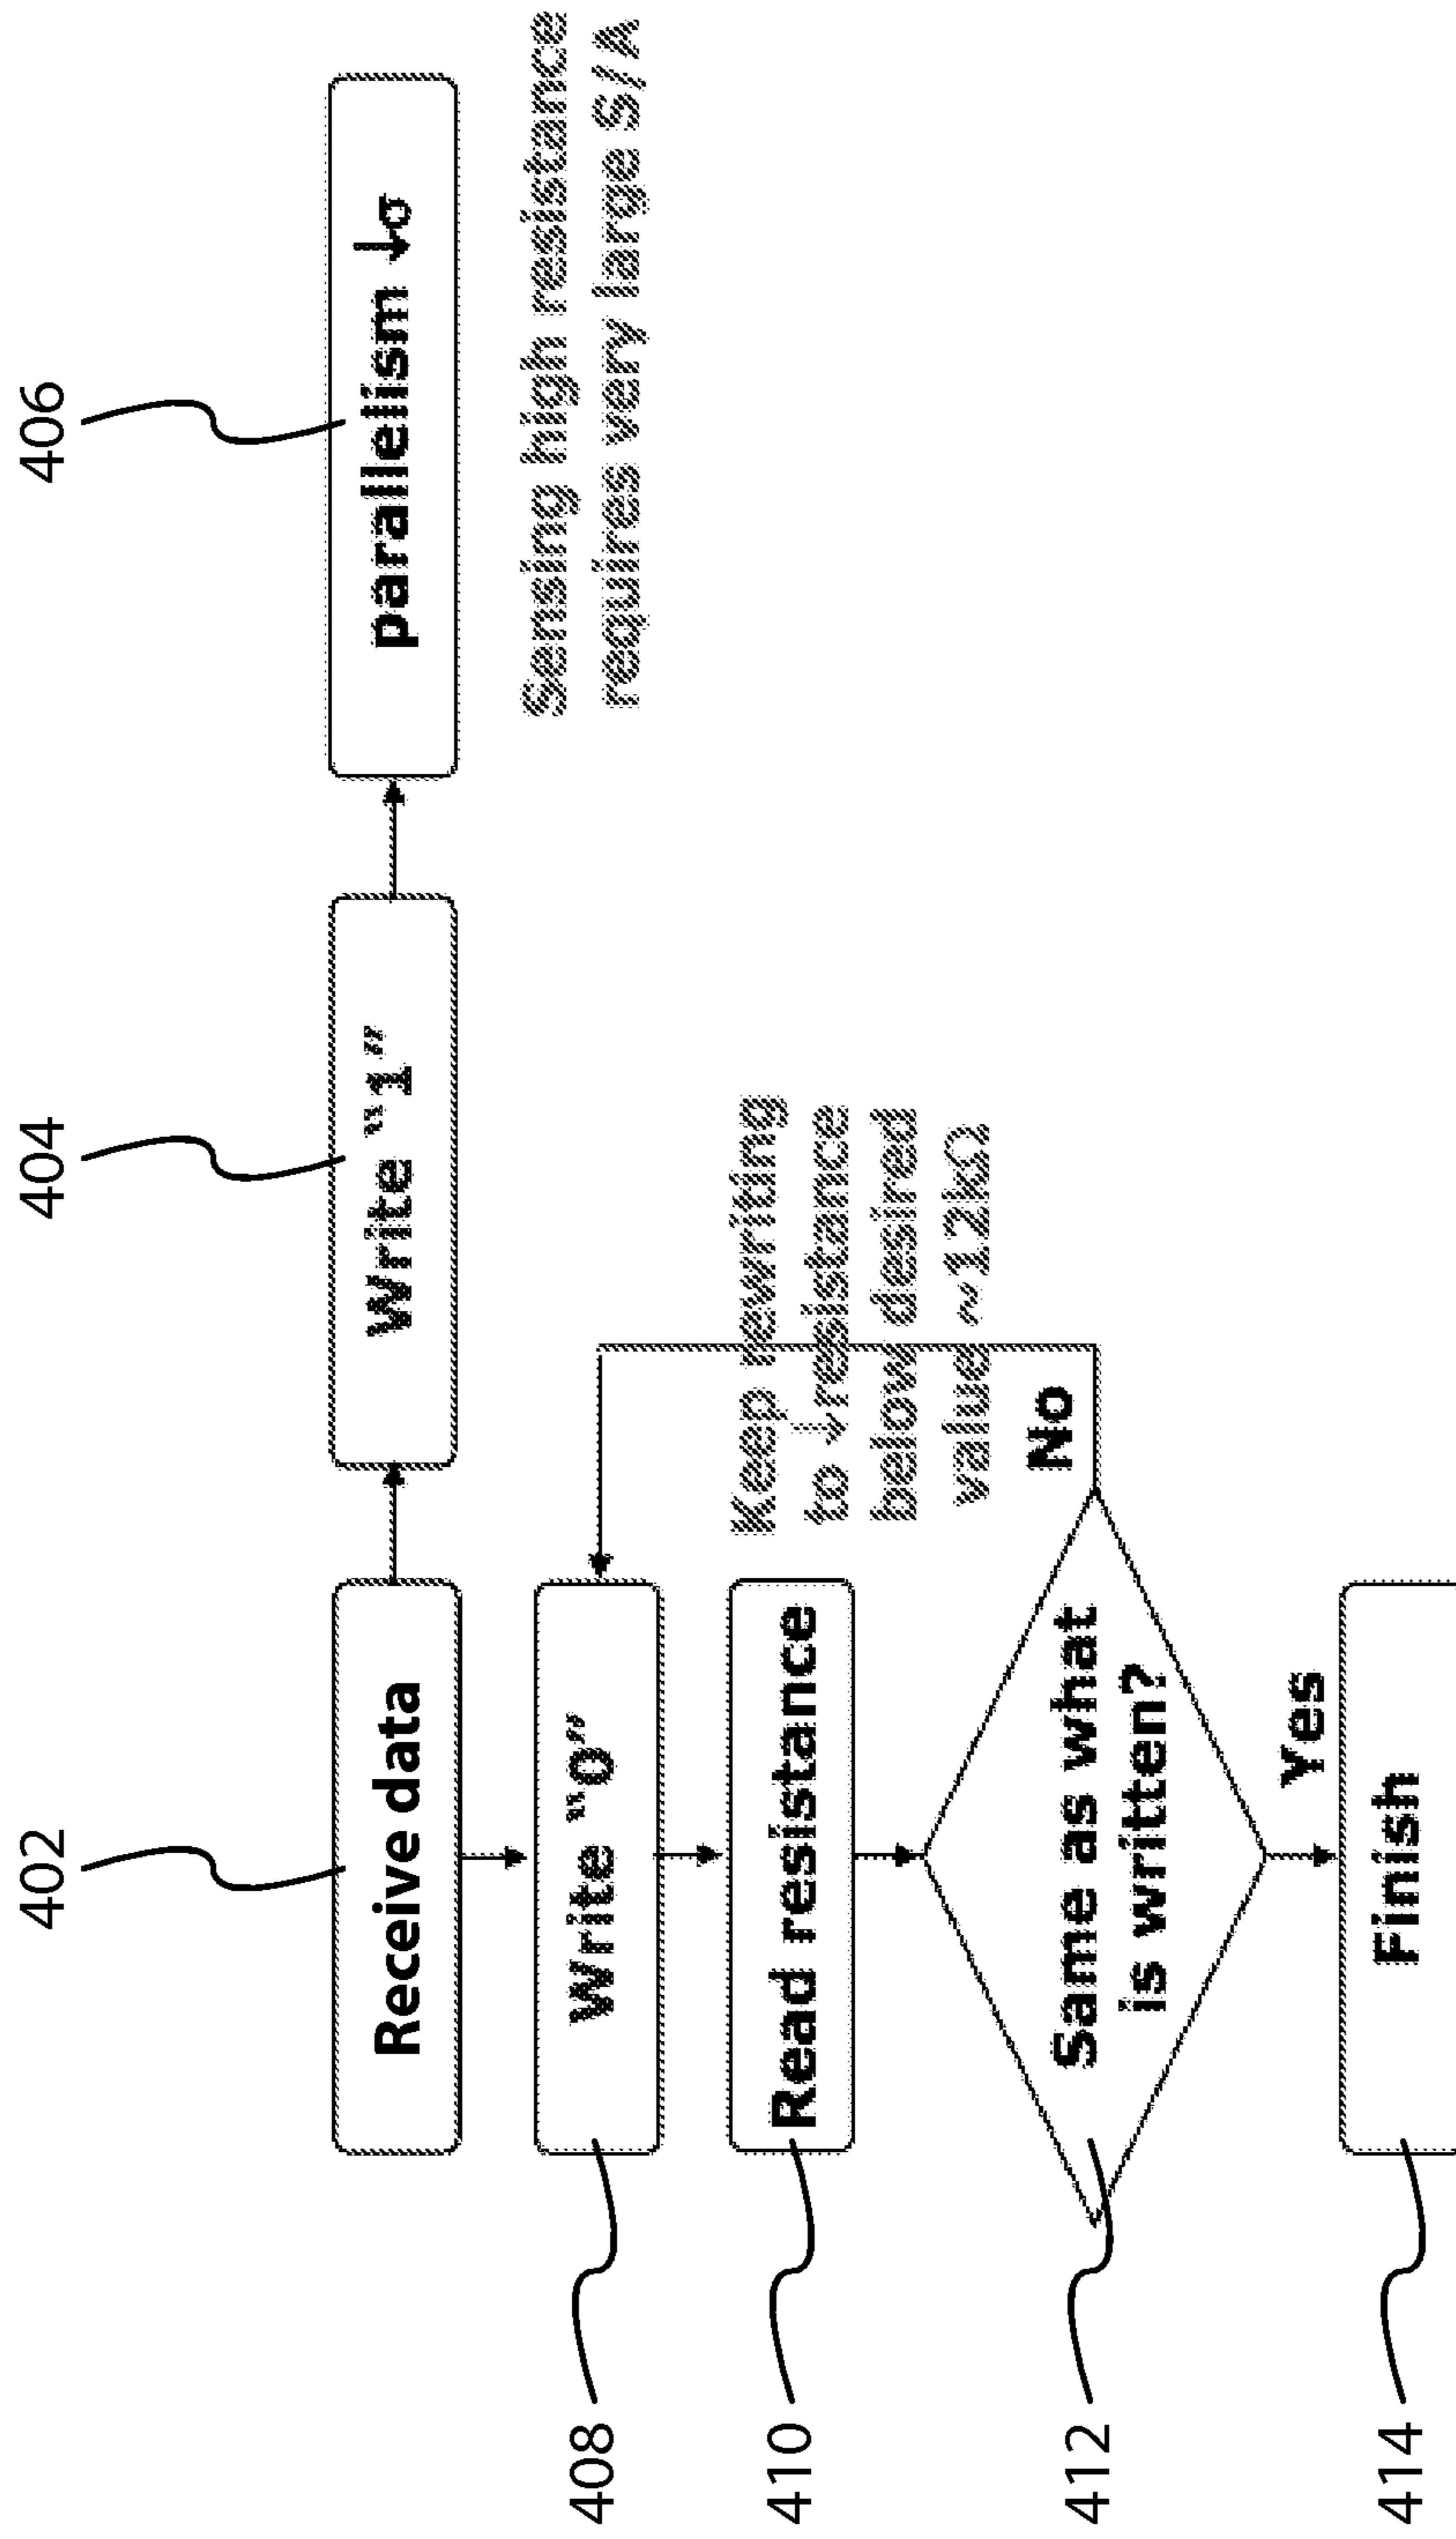 402
404
406
Receive data
Write "1"
parallelism ↓σ
Sensing high resistance
requires very large S/A
408
Write "0"
410
Read resistance
Keep rewriting
to ↓resistance
below desired
value ~12kΩ
No
412
Same as what
is written?
Yes
414
Finish